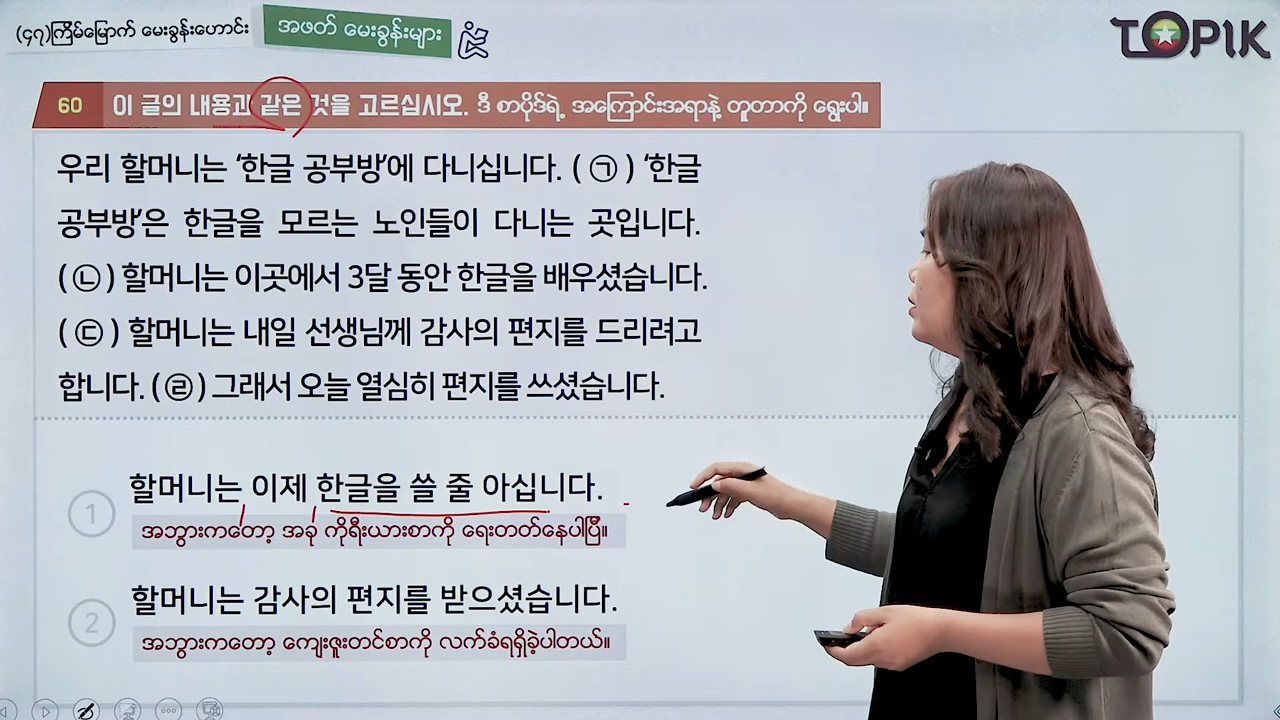 (၄၇)ကြိမ်မြောက် မေးခွန်းဟောင်း
အဖတ် မေးခွန်းများ
TOPIK
60 이 글의 내용과 같은 것을 고르십시오. ဒီ စာပိုဒ်ရဲ့ အကြောင်းအရာနဲ့ တူတာကို ရွေးပါ။
우리 할머니는 ‘한글 공부방’에 다니십니다. ( ㉠ ) ‘한글
공부방’은 한글을 모르는 노인들이 다니는 곳입니다.
( ㉡ ) 할머니는 이곳에서 3달 동안 한글을 배우셨습니다.
( ㉢ ) 할머니는 내일 선생님께 감사의 편지를 드리려고
합니다. ( ㉣ ) 그래서 오늘 열심히 편지를 쓰셨습니다.
1 할머니는 이제 한글을 쓸 줄 아십니다.
အဘွားကတော့ အခု ကိုရီးယားစာကို ရေးတတ်နေပါပြီ။
2 할머니는 감사의 편지를 받으셨습니다.
အဘွားကတော့ ကျေးဇူးတင်စာကို လက်ခံရရှိခဲ့ပါတယ်။